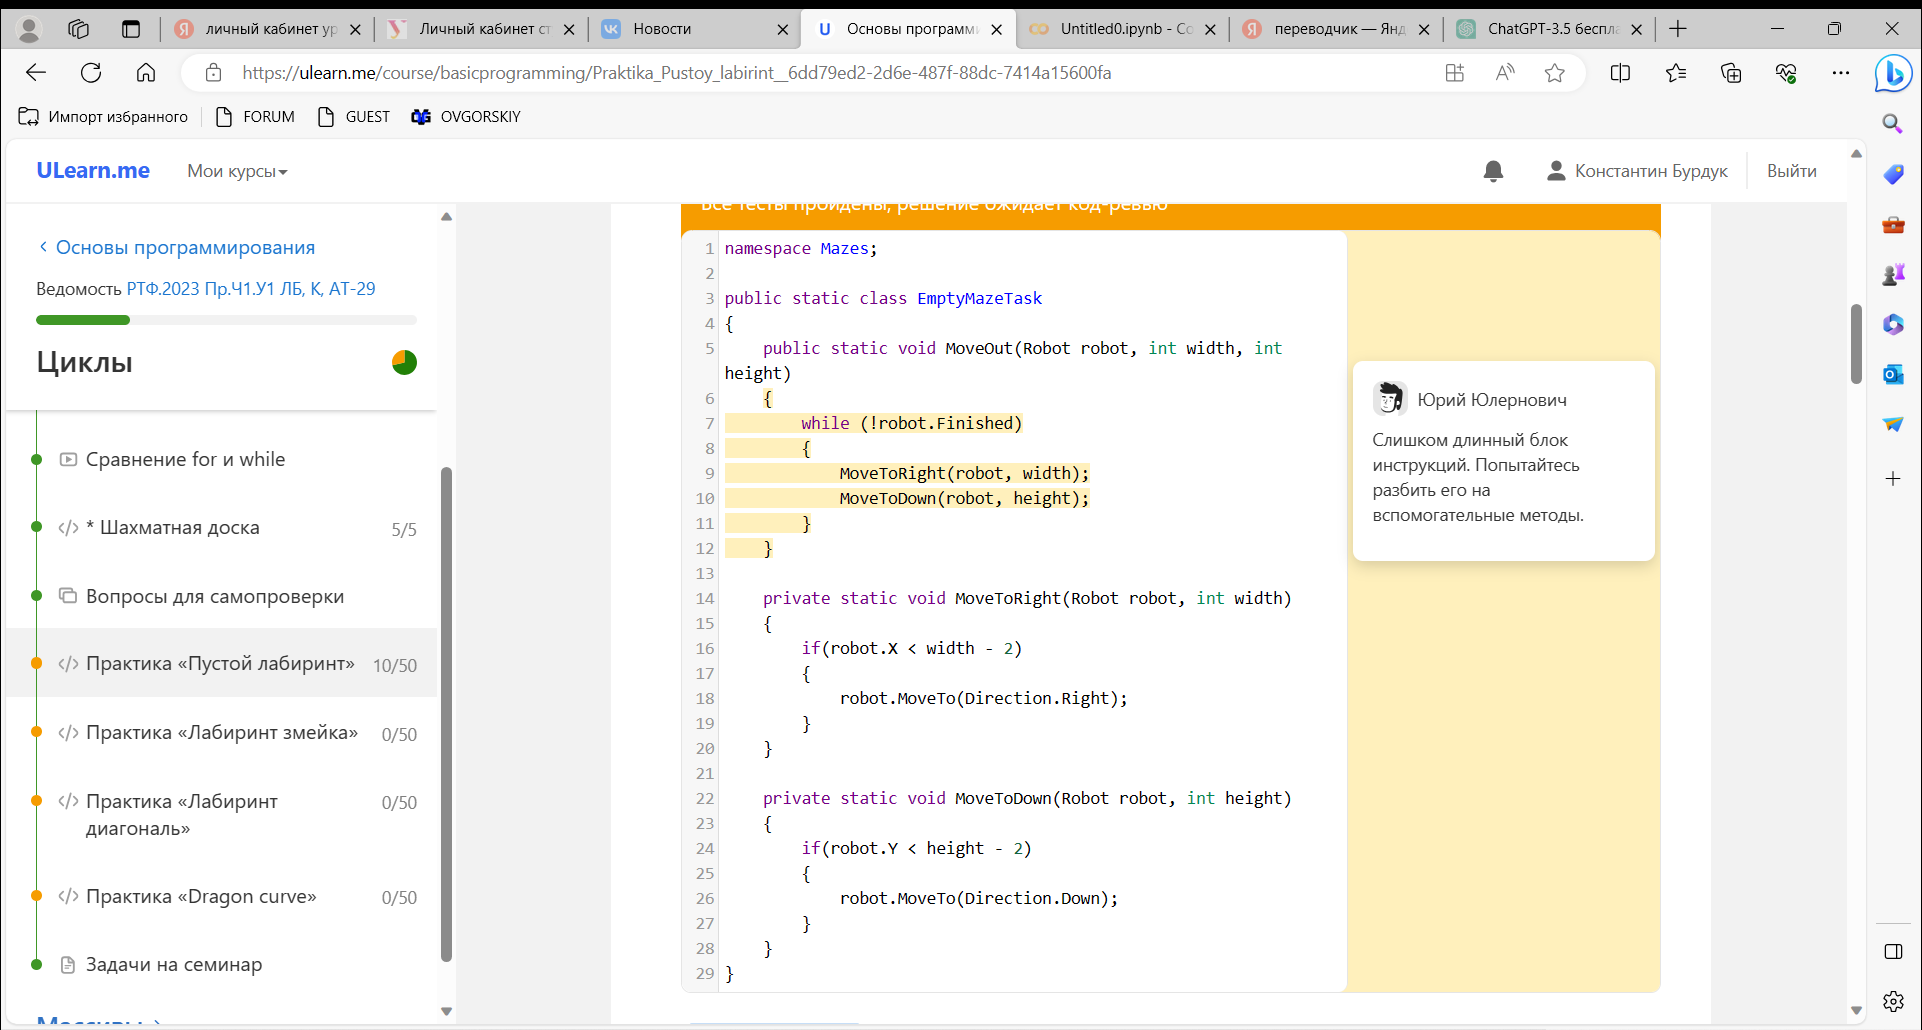 личный кабинет ур
Личный кабинет ст
Новости
Основы программи
Untitled0.ipynb - Co
переводчик — Янд
ChatGPT-3.5 беспла
https://ulearn.me/course/basicprogramming/Praktika_Pustoy_labirint__6dd79ed2-2d6e-487f-88dc-7414a15600fa
Импорт избранного
FORUM
GUEST
OVGORSKIY
ULearn.me
Мои курсы
Константин Бурдук
Выйти
Основы программирования
Ведомость РТФ.2023 Пр.Ч1.У1 ЛБ, К, АТ-29
Циклы
Сравнение for и while
* Шахматная доска 5/5
Вопросы для самопроверки
Практика «Пустой лабиринт» 10/50
Практика «Лабиринт змейка» 0/50
Практика «Лабиринт 0/50
диагональ»
Практика «Dragon curve» 0/50
Задачи на семинар
Массивы
Все тесты пройдены, решение ожидает код-ревью
1 namespace Mazes;
2
3 public static class EmptyMazeTask
4 {
5     public static void MoveOut(Robot robot, int width, int
height)
6     {
7         while (!robot.Finished)
8         {
9             MoveToRight(robot, width);
10             MoveToDown(robot, height);
11         }
12     }
13
14     private static void MoveToRight(Robot robot, int width)
15     {
16         if(robot.X < width - 2)
17         {
18             robot.MoveTo(Direction.Right);
19         }
20     }
21
22     private static void MoveToDown(Robot robot, int height)
23     {
24         if(robot.Y < height - 2)
25         {
26             robot.MoveTo(Direction.Down);
27         }
28     }
29 }
Юрий Юлернович
Слишком длинный блок
инструкций. Попытайтесь
разбить его на
вспомогательные методы.